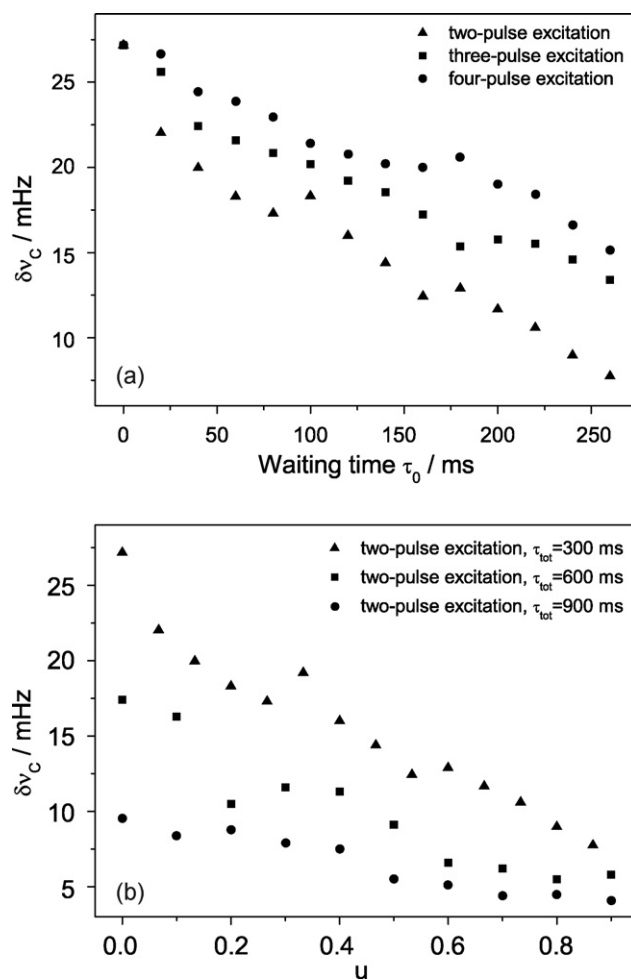 two-pulse excitation
three-pulse excitation
four-pulse excitation
25
20
15
10
δν_C / mHz
(a)
0 50 100 150 200 250
Waiting time τ_0 / ms
two-pulse excitation, τ_tot=300 ms
two-pulse excitation, τ_tot=600 ms
two-pulse excitation, τ_tot=900 ms
25
20
15
10
5
δν_C / mHz
(b)
0.0 0.2 0.4 0.6 0.8
u